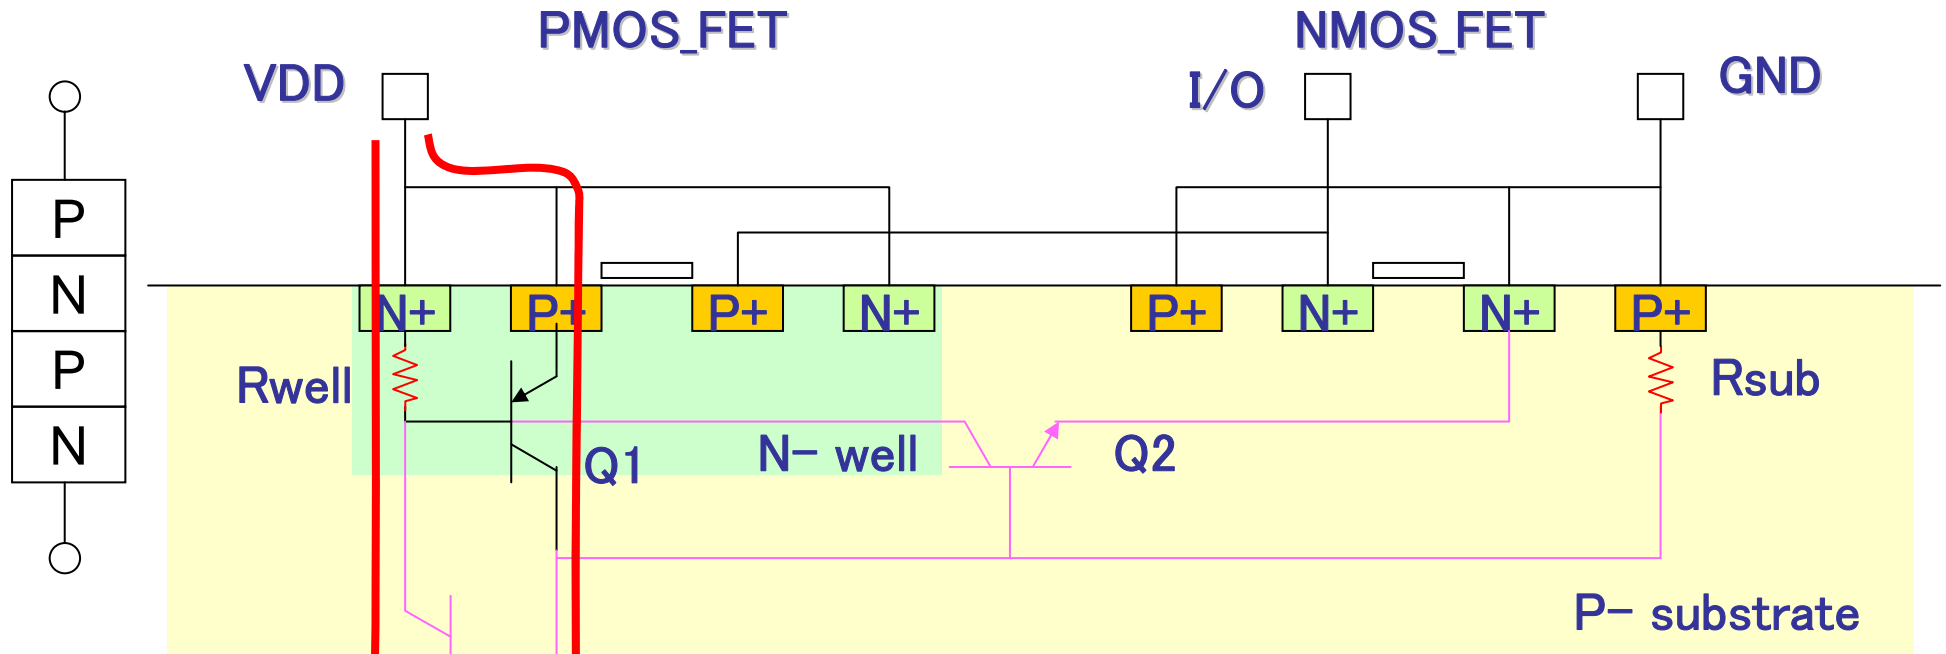 PMOS_FET
NMOS_FET
VDD
I/O
GND
P
N
P
N
N+
P+
P+
N+
P+
N+
N+
P+
Rwell
Rsub
Q1
N- well
Q2
P- substrate